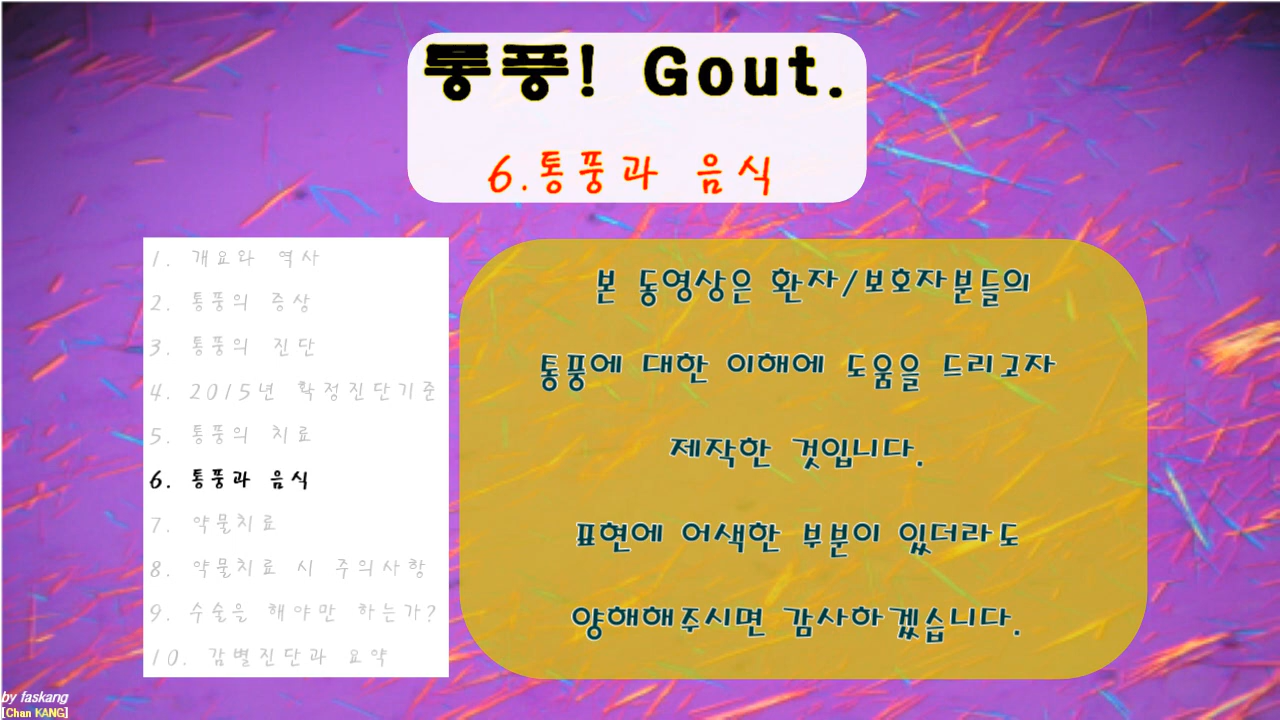 통풍! Gout.
6.통풍과 음식
1. 개요와 역사
2. 통풍의 증상
3. 통풍의 진단
4. 2015년 확정진단기준
5. 통풍의 치료
6. 통풍과 음식
7. 약물치료
8. 약물치료 시 주의사항
9. 수술을 해야만 하는가?
10. 감별진단과 요약
본 동영상은 환자/보호자분들의
통풍에 대한 이해에 도움을 드리고자
제작한 것입니다.
표현에 어색한 부분이 있더라도
양해해주시면 감사하겠습니다.
by faskang
[Chan KANG]